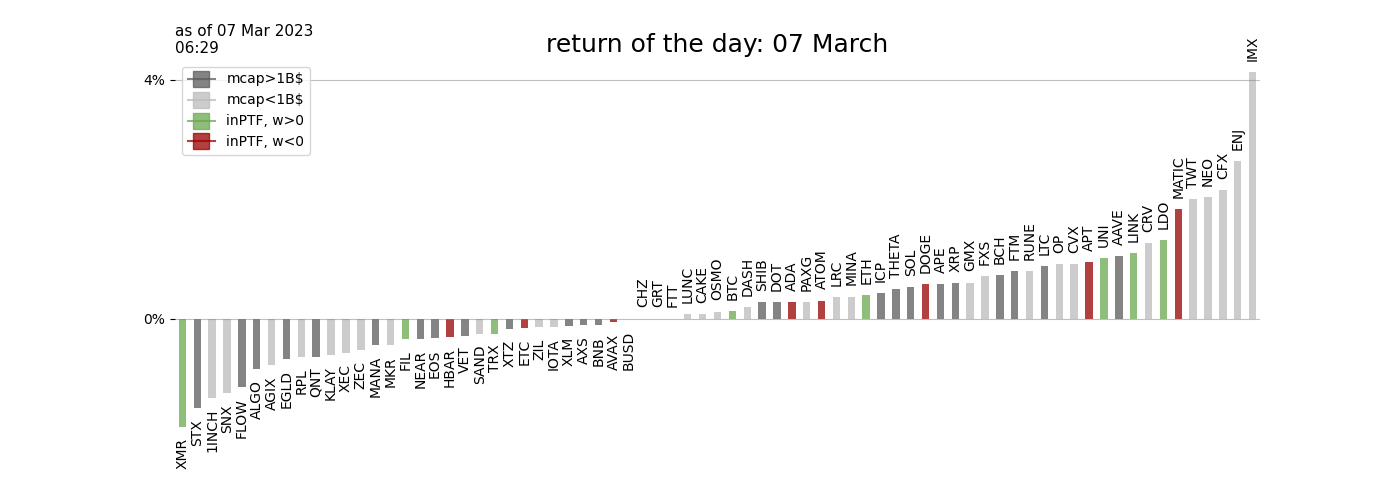 as of 07 Mar 2023
06:29
return of the day: 07 March
4%
0%
mcap>1B$
mcap<1B$
inPTF, w>0
inPTF, w<0
XMR
STX
1INCH
SNX
FLOW
ALGO
AGIX
EGLD
RPL
QNT
KLAY
XEC
ZEC
MANA
MKR
FIL
NEAR
EOS
HBAR
VET
SAND
TRX
XTZ
ETC
ZIL
IOTA
XLM
AXS
BNB
AVAX
BUSD
CHZ
GRT
FTT
LUNC
CAKE
OSMO
BTC
DASH
SHIB
DOT
ADA
PAXG
ATOM
LRC
MINA
ETH
ICP
THETA
SOL
DOGE
APE
XRP
GMX
FXS
BCH
FTM
RUNE
LTC
OP
CVX
APT
UNI
AAVE
LINK
CRV
LDO
MATIC
TWT
NEO
CFX
ENJ
IMX